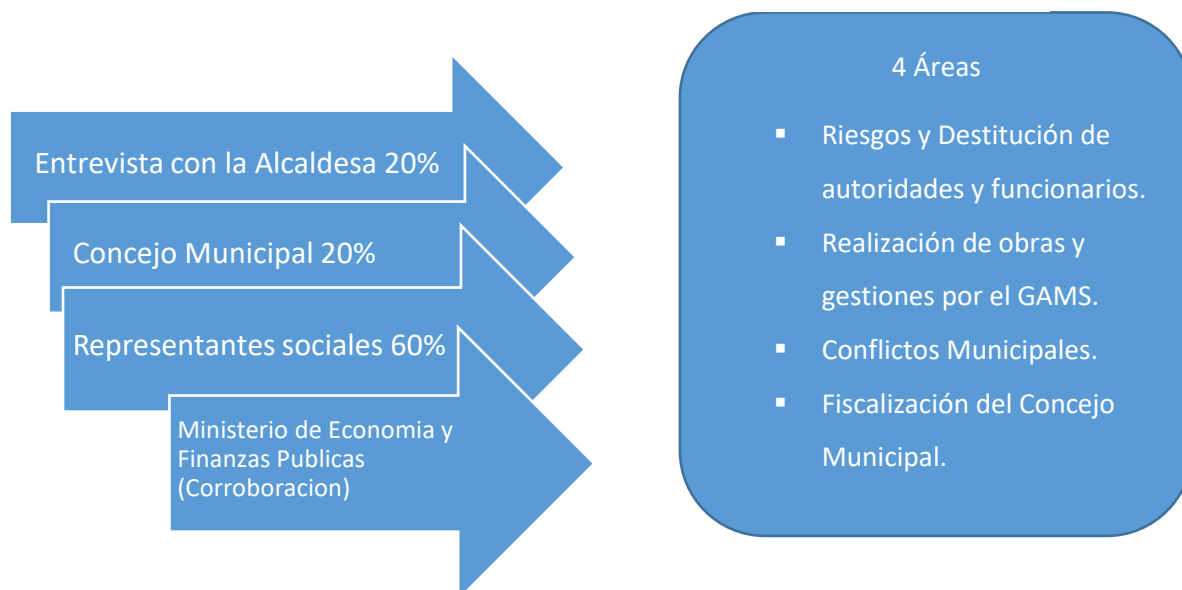 Entrevista con la Alcaldesa 20%
Concejo Municipal 20%
Representantes sociales 60%
Ministerio de Economia y
Finanzas Publicas
(Corroboracion)
4 Áreas
▪ Riesgos y Destitución de
autoridades y funcionarios.
▪ Realización de obras y
gestiones por el GAMS.
▪ Conflictos Municipales.
▪ Fiscalización del Concejo
Municipal.